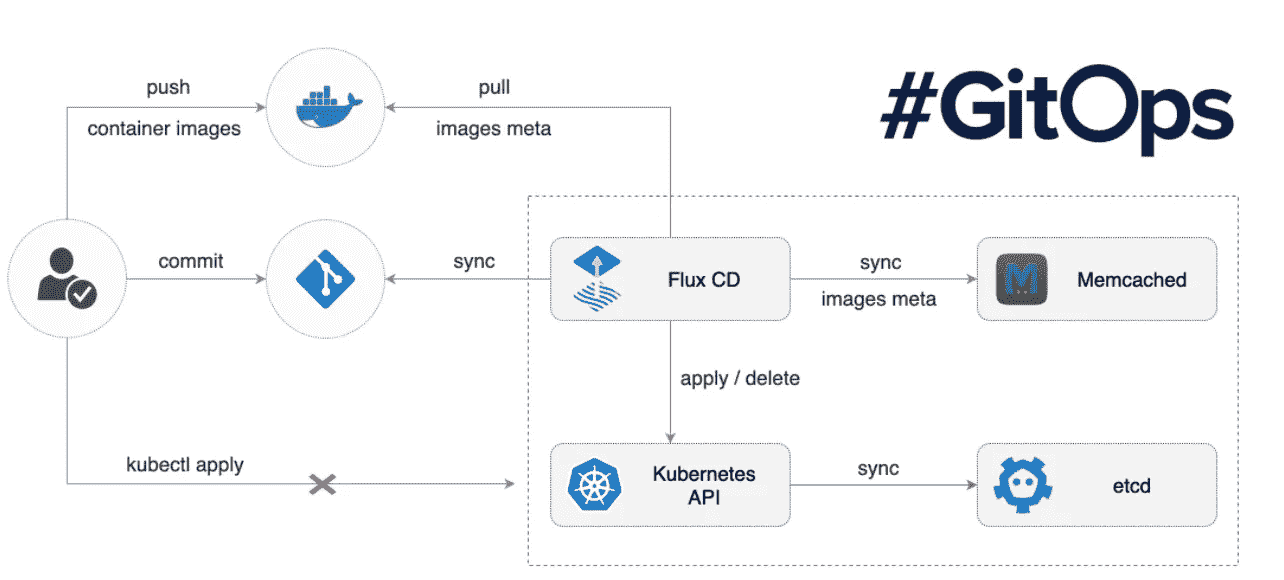 push
container images
pull
images meta
#GitOps
commit
sync
Flux CD
sync
images meta
Memcached
apply / delete
kubectl apply
Kubernetes
API
sync
etcd